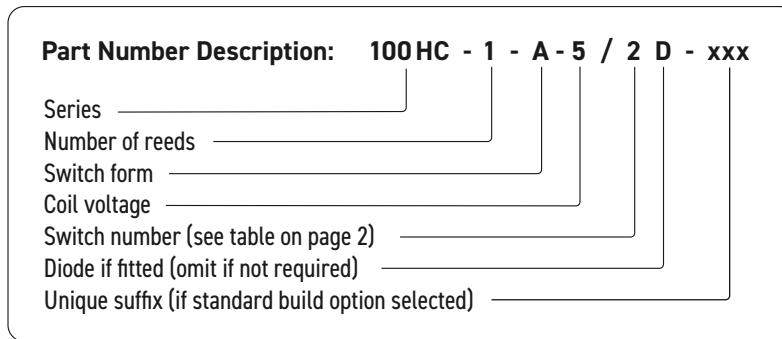 Part Number Description: 100HC - 1 - A - 5 / 2 D - xxx
Series
Number of reeds
Switch form
Coil voltage
Switch number (see table on page 2)
Diode if fitted (omit if not required)
Unique suffix (if standard build option selected)